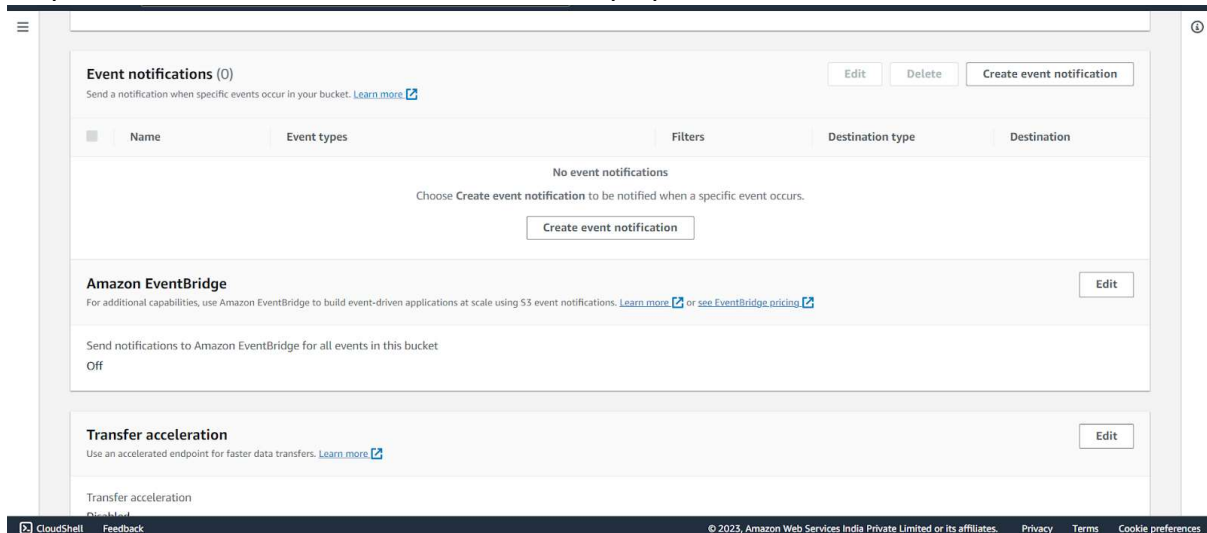 Event notifications (0)
Edit
Delete
Create event notification
Send a notification when specific events occur in your bucket. Learn more
Name
Event types
Filters
Destination type
Destination
No event notifications
Choose Create event notification to be notified when a specific event occurs.
Create event notification
Amazon EventBridge
Edit
For additional capabilities, use Amazon EventBridge to build event-driven applications at scale using S3 event notifications. Learn more or see EventBridge pricing
Send notifications to Amazon EventBridge for all events in this bucket
Off
Transfer acceleration
Edit
Use an accelerated endpoint for faster data transfers. Learn more
Transfer acceleration
Disabled
CloudShell Feedback © 2023, Amazon Web Services India Private Limited or its affiliates. Privacy Terms Cookie preferences